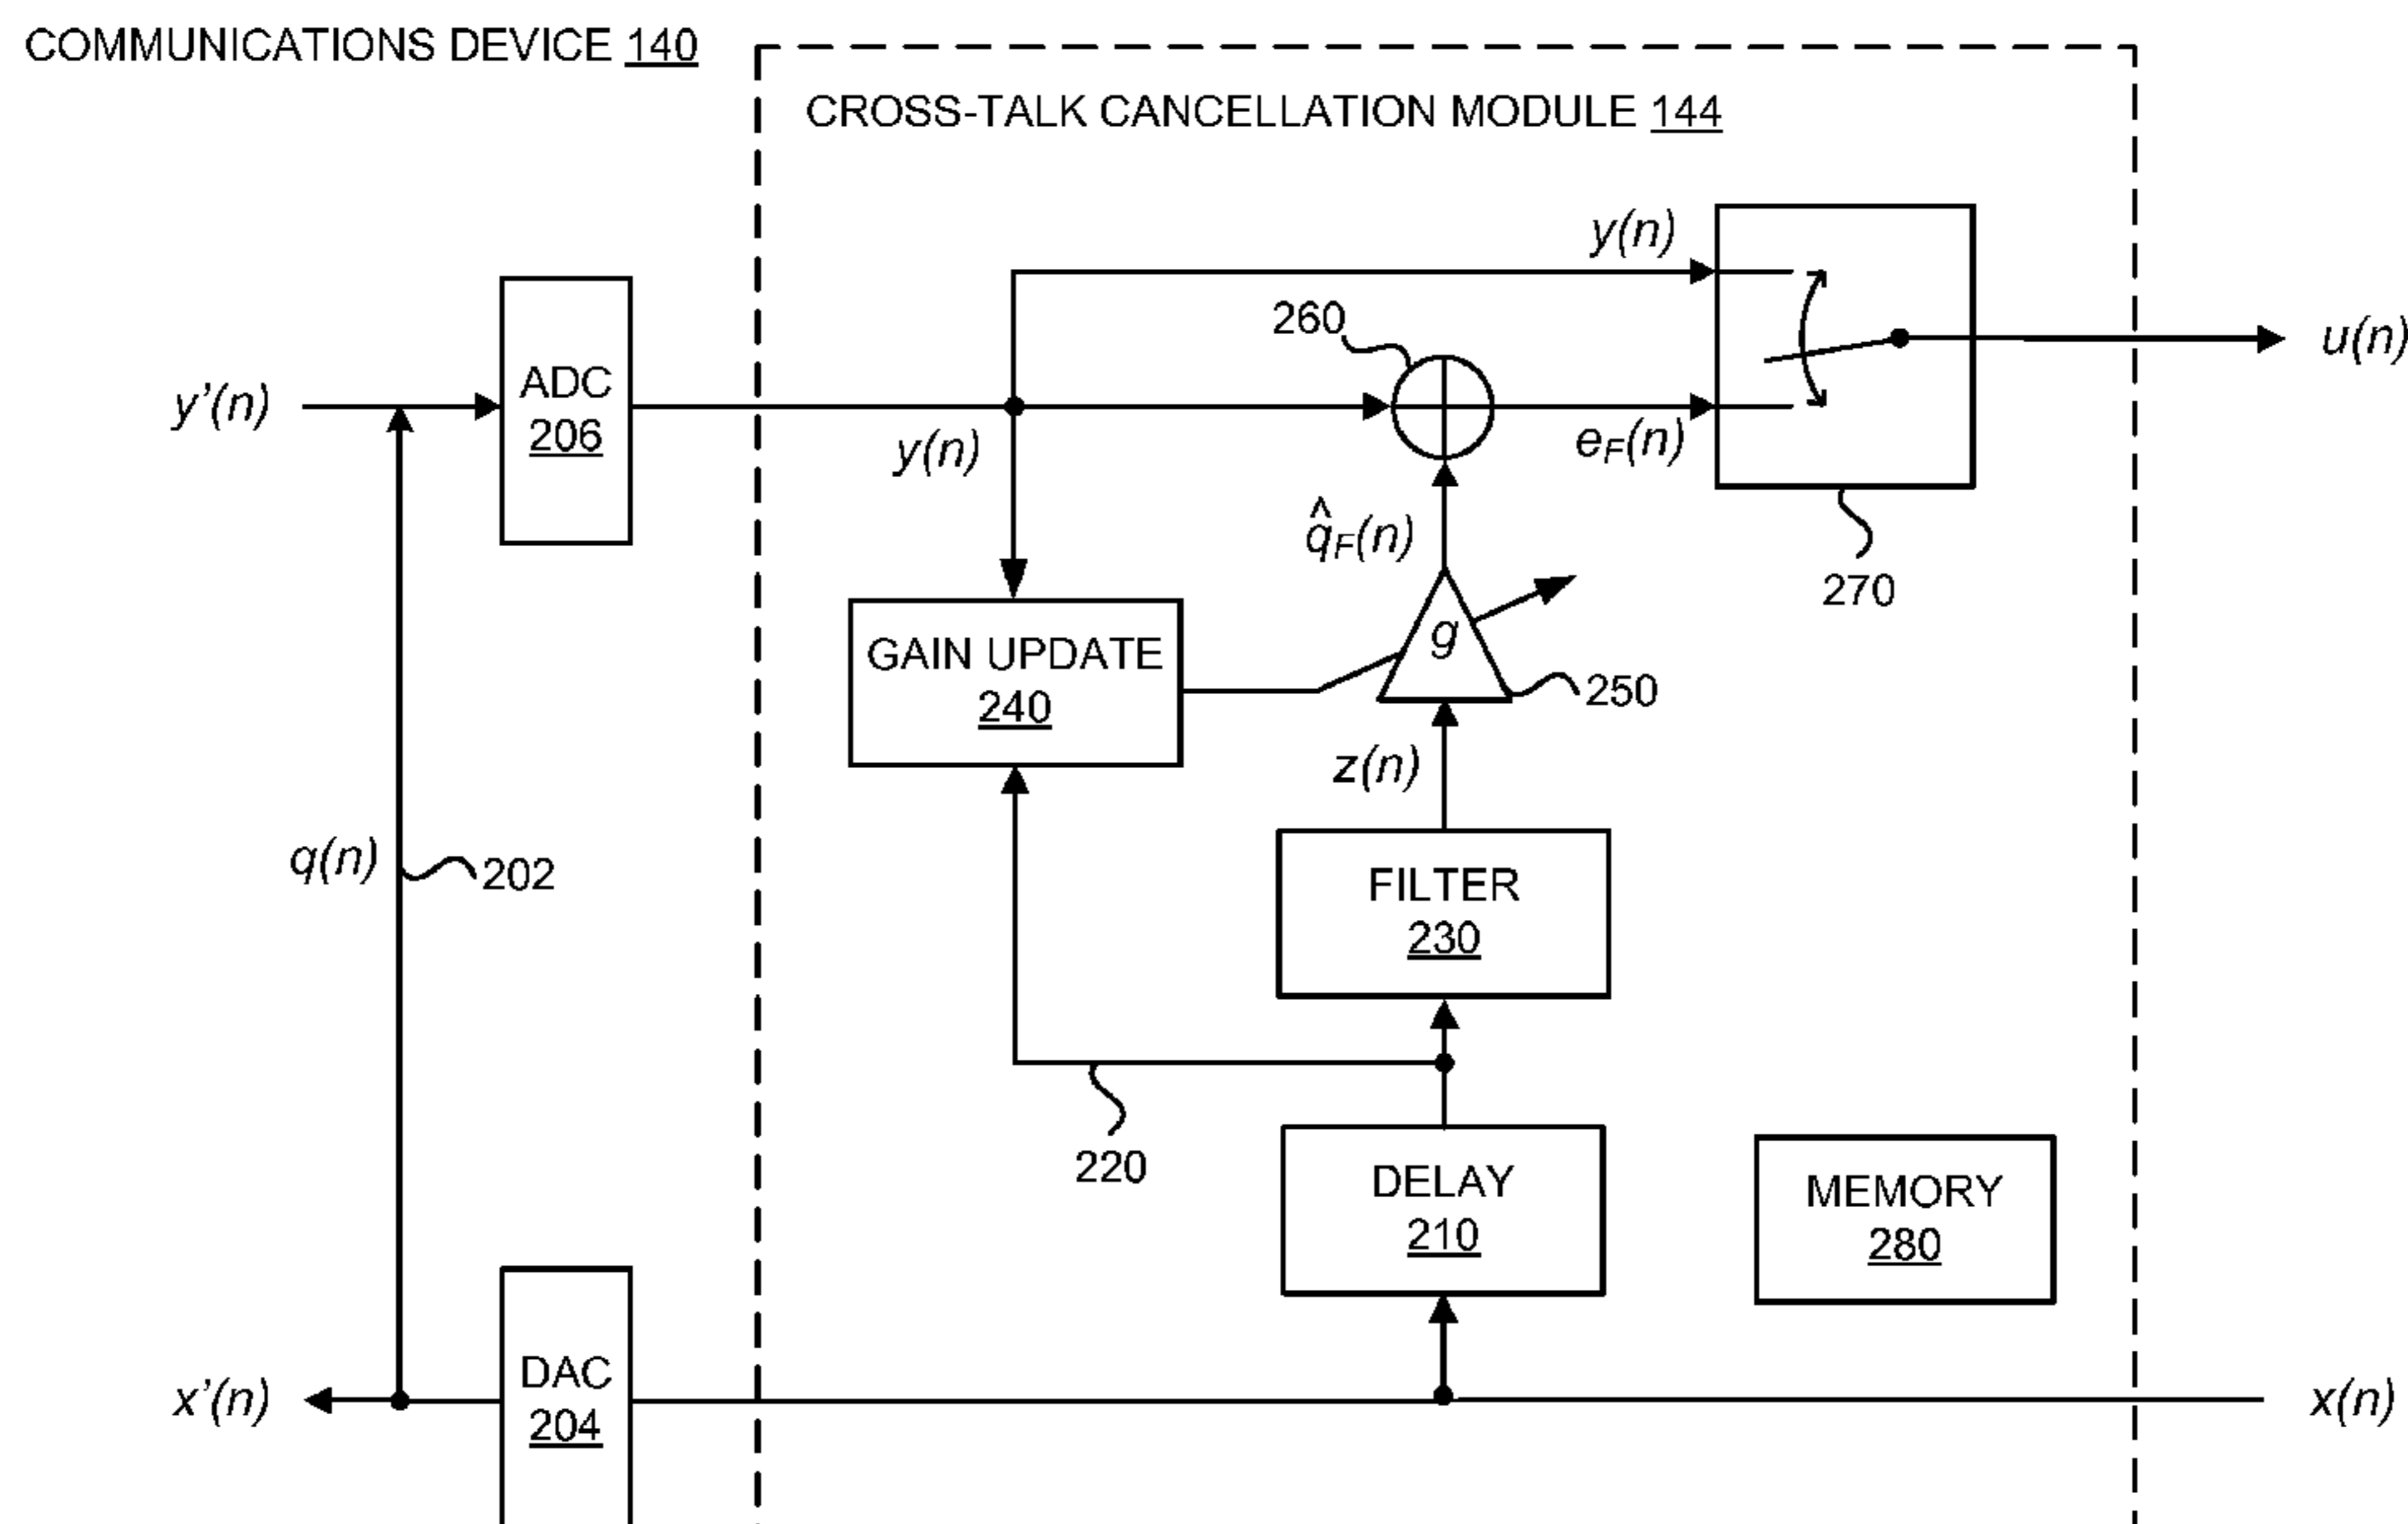 COMMUNICATIONS DEVICE 140
CROSS-TALK CANCELLATION MODULE 144
y(n)
260
u(n)
y'(n)
ADC
206
y(n)
eF(n)
q̂F(n)
270
GAIN UPDATE
240
g
250
z(n)
q(n)
202
FILTER
230
220
DELAY
210
MEMORY
280
x'(n)
DAC
204
x(n)